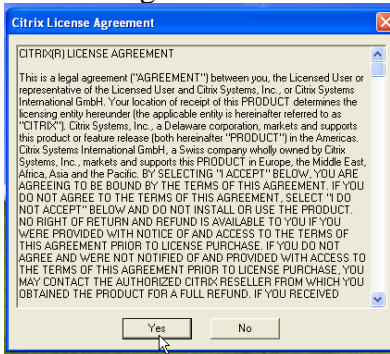 Citrix License Agreement
CITRIX(R) LICENSE AGREEMENT
This is a legal agreement ("AGREEMENT") between you, the Licensed User or
representative of the Licensed User and Citrix Systems, Inc., or Citrix Systems
International GmbH. Your location of receipt of this PRODUCT determines the
licensing entity hereunder (the applicable entity is hereinafter referred to as
"CITRIX"). Citrix Systems, Inc., a Delaware corporation, markets and supports
this product or feature release (both hereinafter "PRODUCT") in the Americas.
Citrix Systems International GmbH, a Swiss company wholly owned by Citrix
Systems, Inc., markets and supports this PRODUCT in Europe, the Middle East,
Africa, Asia and the Pacific. BY SELECTING "I ACCEPT" BELOW, YOU ARE
AGREEING TO BE BOUND BY THE TERMS OF THIS AGREEMENT. IF YOU
DO NOT AGREE TO THE TERMS OF THIS AGREEMENT, SELECT "I DO
NOT ACCEPT" BELOW AND DO NOT INSTALL OR USE THE PRODUCT.
NO RIGHT OF RETURN AND REFUND IS AVAILABLE TO YOU IF YOU
WERE PROVIDED WITH NOTICE OF AND ACCESS TO THE TERMS OF
THIS AGREEMENT PRIOR TO LICENSE PURCHASE. IF YOU DO NOT
AGREE AND WERE NOT NOTIFIED OF AND PROVIDED WITH ACCESS TO
THE TERMS OF THIS AGREEMENT PRIOR TO LICENSE PURCHASE, YOU
MAY CONTACT THE AUTHORIZED CITRIX RESELLER FROM WHICH YOU
OBTAINED THE PRODUCT FOR A FULL REFUND. IF YOU RECEIVED
Yes No